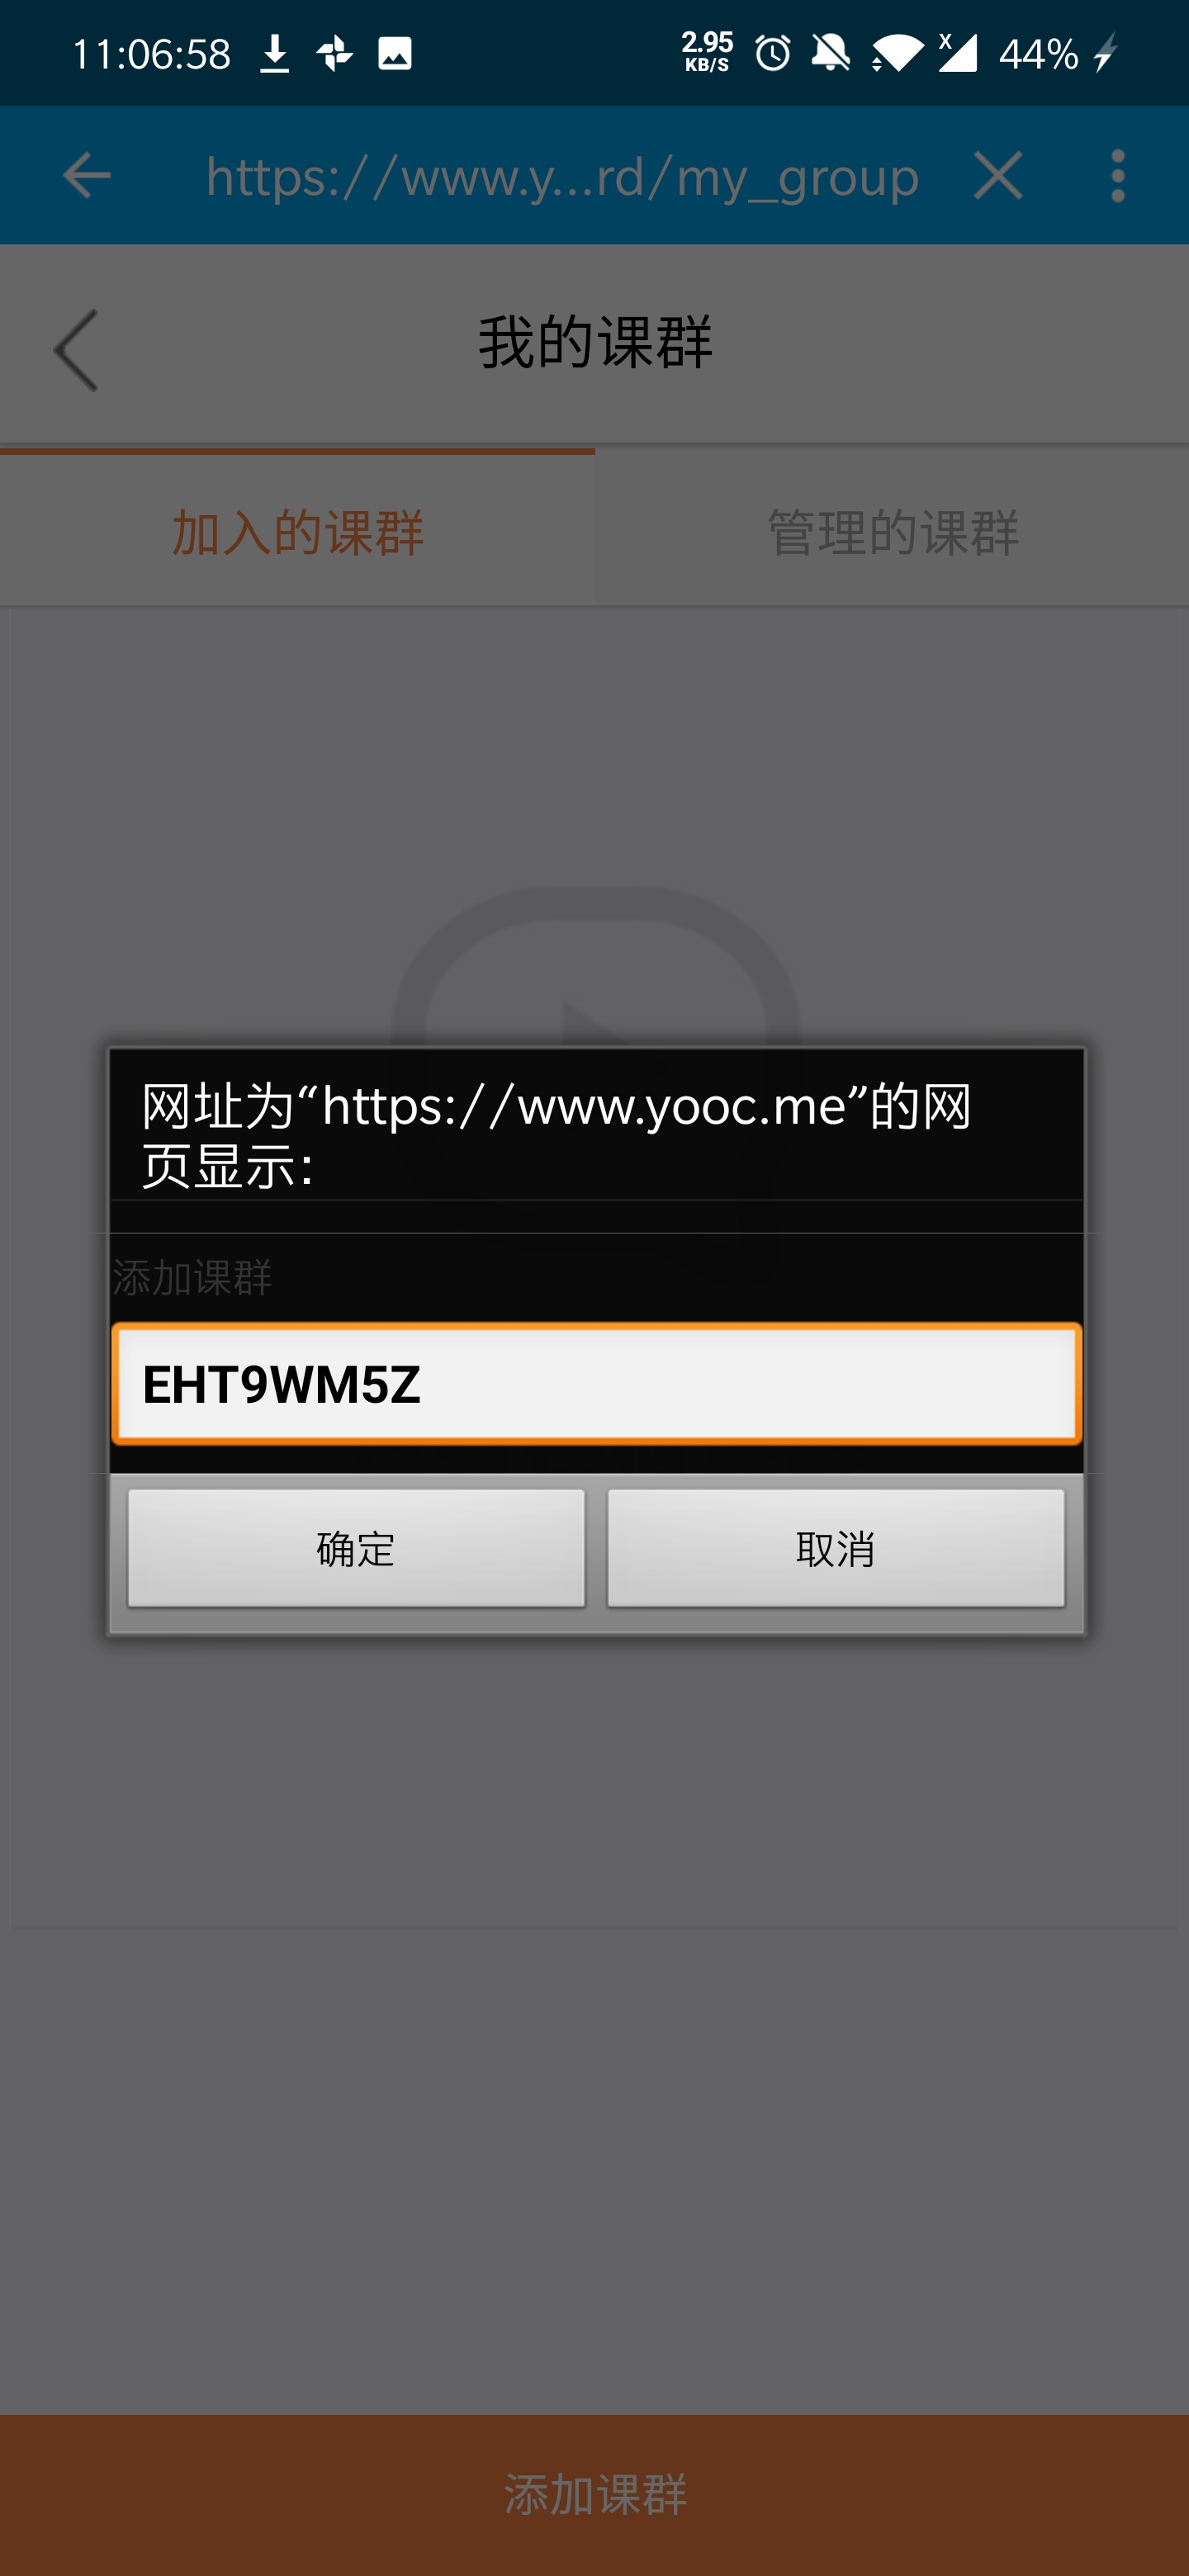 11:06:58
2.95
KB/S
X
44%
https://www.y...rd/my_group
我的课群
加入的课群
管理的课群
网址为“https://www.yooc.me”的网
页显示：
添加课群
EHT9WM5Z
确定
取消
添加课群